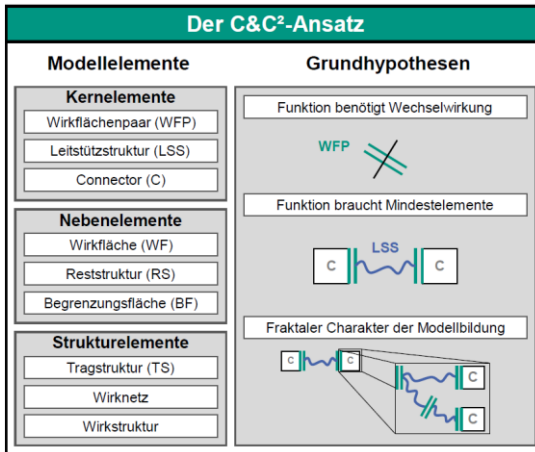 Der C&C²-Ansatz
Modellelemente
Kernelemente
Wirkflächenpaar (WFP)
Leitstützstruktur (LSS)
Connector (C)
Nebenelemente
Wirkfläche (WF)
Reststruktur (RS)
Begrenzungsfläche (BF)
Strukturelemente
Tragstruktur (TS)
Wirknetz
Wirkstruktur
Grundhypothesen
Funktion benötigt Wechselwirkung
WFP
Funktion braucht Mindestelemente
C LSS C
Fraktaler Charakter der Modellbildung
C C C
C